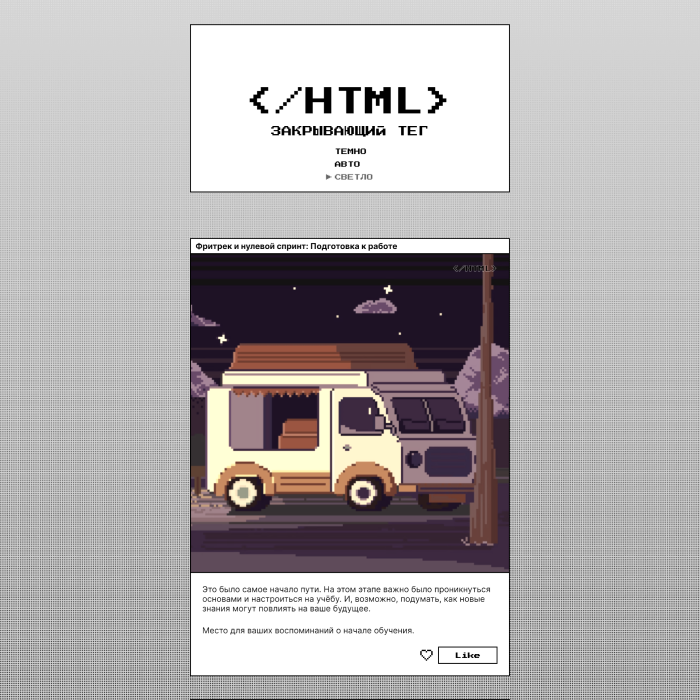 </HTML>
ЗАКРЫВАЮЩИЙ ТЕГ
ТЕМНО
АВТО
▶ СВЕТЛО
Фритрек и нулевой спринт: Подготовка к работе
</HTML>
Это было самое начало пути. На этом этапе важно было проникнуться
основами и настроиться на учёбу. И, возможно, подумать, как новые
знания могут повлиять на ваше будущее.
Место для ваших воспоминаний о начале обучения.
Like